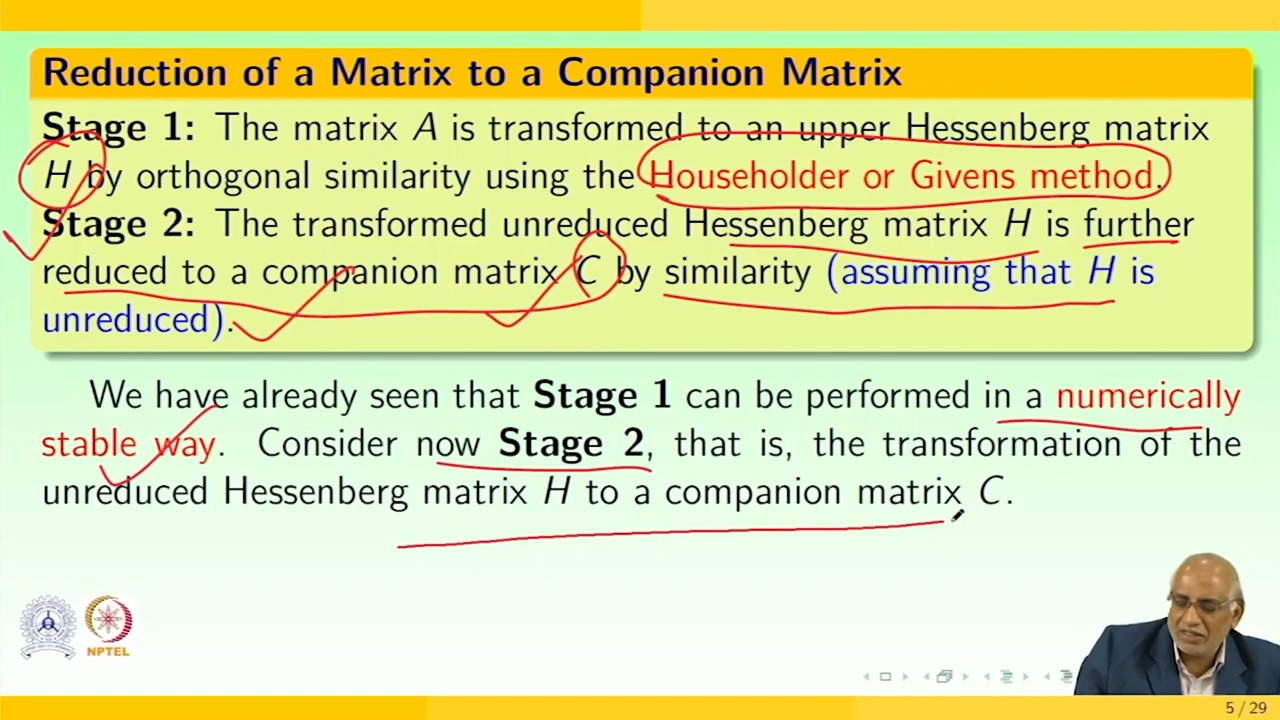 Reduction of a Matrix to a Companion Matrix
Stage 1: The matrix A is transformed to an upper Hessenberg matrix
H by orthogonal similarity using the Householder or Givens method.
Stage 2: The transformed unreduced Hessenberg matrix H is further
reduced to a companion matrix C by similarity (assuming that H is
unreduced).
We have already seen that Stage 1 can be performed in a numerically
stable way. Consider now Stage 2, that is, the transformation of the
unreduced Hessenberg matrix H to a companion matrix C.
NPTEL
5 / 29